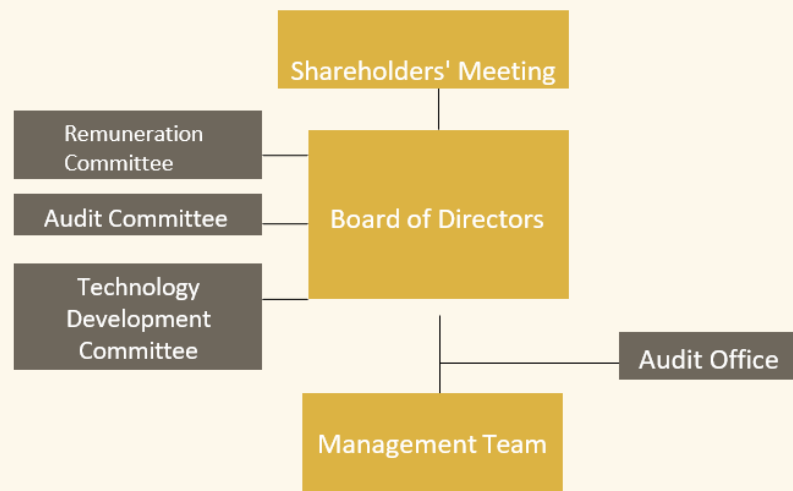 Shareholders' Meeting
Remuneration
Committee
Audit Committee
Board of Directors
Technology
Development
Committee
Audit Office
Management Team